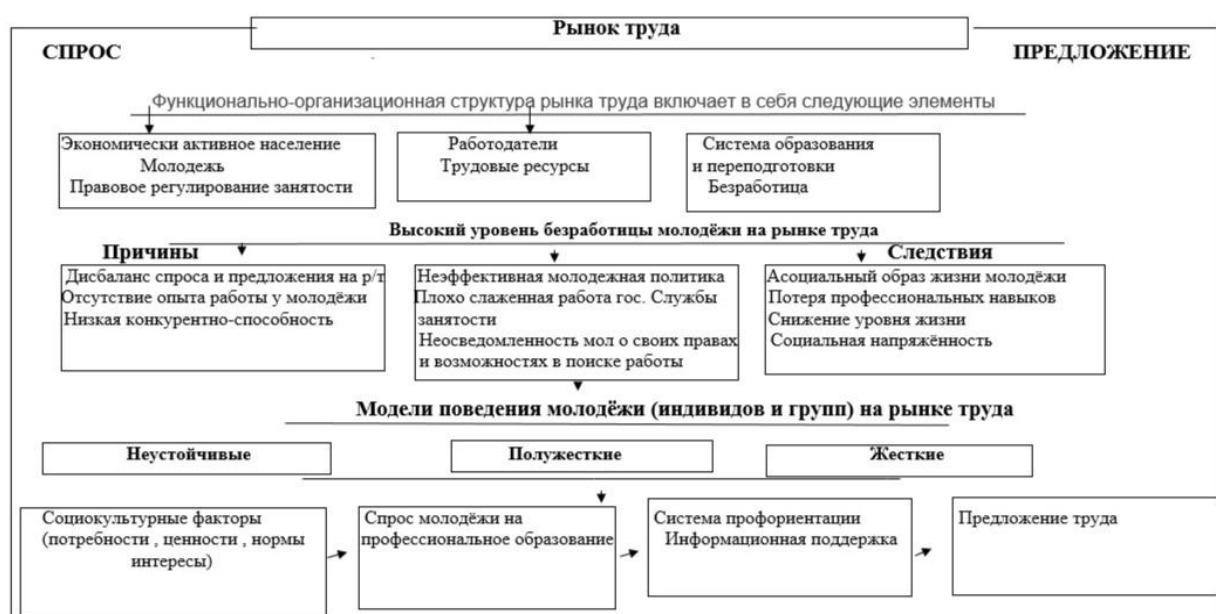 Рынок труда
СПРОС
ПРЕДЛОЖЕНИЕ
Функционально-организационная структура рынка труда включает в себя следующие элементы
Экономически активное население
Молодежь
Правовое регулирование занятости
Работодатели
Трудовые ресурсы
Система образования
и переподготовки
Безработица
Высокий уровень безработицы молодёжи на рынке труда
Причины
Следствия
Дисбаланс спроса и предложения на р/т
Отсутствие опыта работы у молодёжи
Низкая конкурентно-способность
Неэффективная молодежная политика
Плохо слаженная работа гос. Службы
занятости
Неосведомленность мол о своих правах
и возможностях в поиске работы
Асоциальный образ жизни молодёжи
Потеря профессиональных навыков
Снижение уровня жизни
Социальная напряжённость
Модели поведения молодёжи (индивидов и групп) на рынке труда
Неустойчивые
Полужесткие
Жесткие
Социокультурные факторы
(потребности , ценности , нормы
интересы)
Спрос молодёжи на
профессиональное образование
Система профориентации
Информационная поддержка
Предложение труда